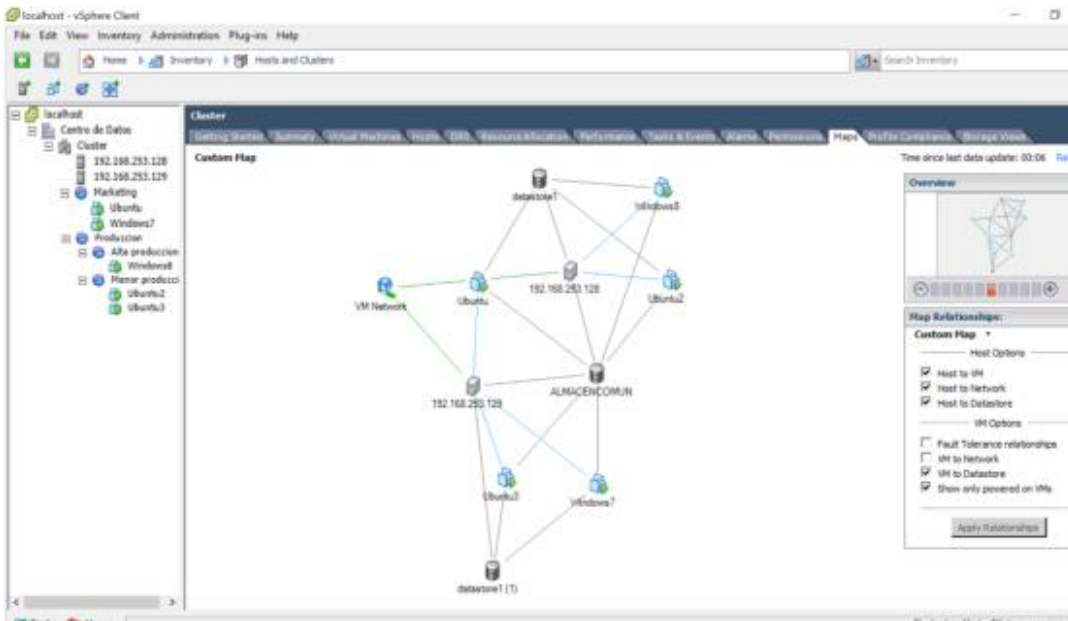 localhost - vSphere Client
File Edit View Inventory Administration Plug-ins Help
Home Inventory Hosts and Clusters
Search Inventory
localhost
Centro de Datos
Cluster
192.168.253.128
192.168.253.129
Marketing
Ubuntu
Windows7
Produccion
Alta produccion
Windows8
Menor producci
Ubuntu2
Ubuntu3
Cluster
Getting Started Summary Virtual Machines Hosts DRS Resource Allocation Performance Tasks & Events Alarms Permissions Maps Profile Compliance Storage Views
Custom Map
Time since last data update: 00:06
datastore1
Windows8
VM Network
Ubuntu
192.168.253.128
Ubuntu2
192.168.253.129
ALMACENCOMUN
Ubuntu3
Windows7
datastore1 (1)
Overview
Map Relationships:
Custom Map
Host Options
Host to VM
Host to Network
Host to Datastore
VM Options
Fault Tolerance relationships
VM to Network
VM to Datastore
Show only powered on VMs
Apply Relationships